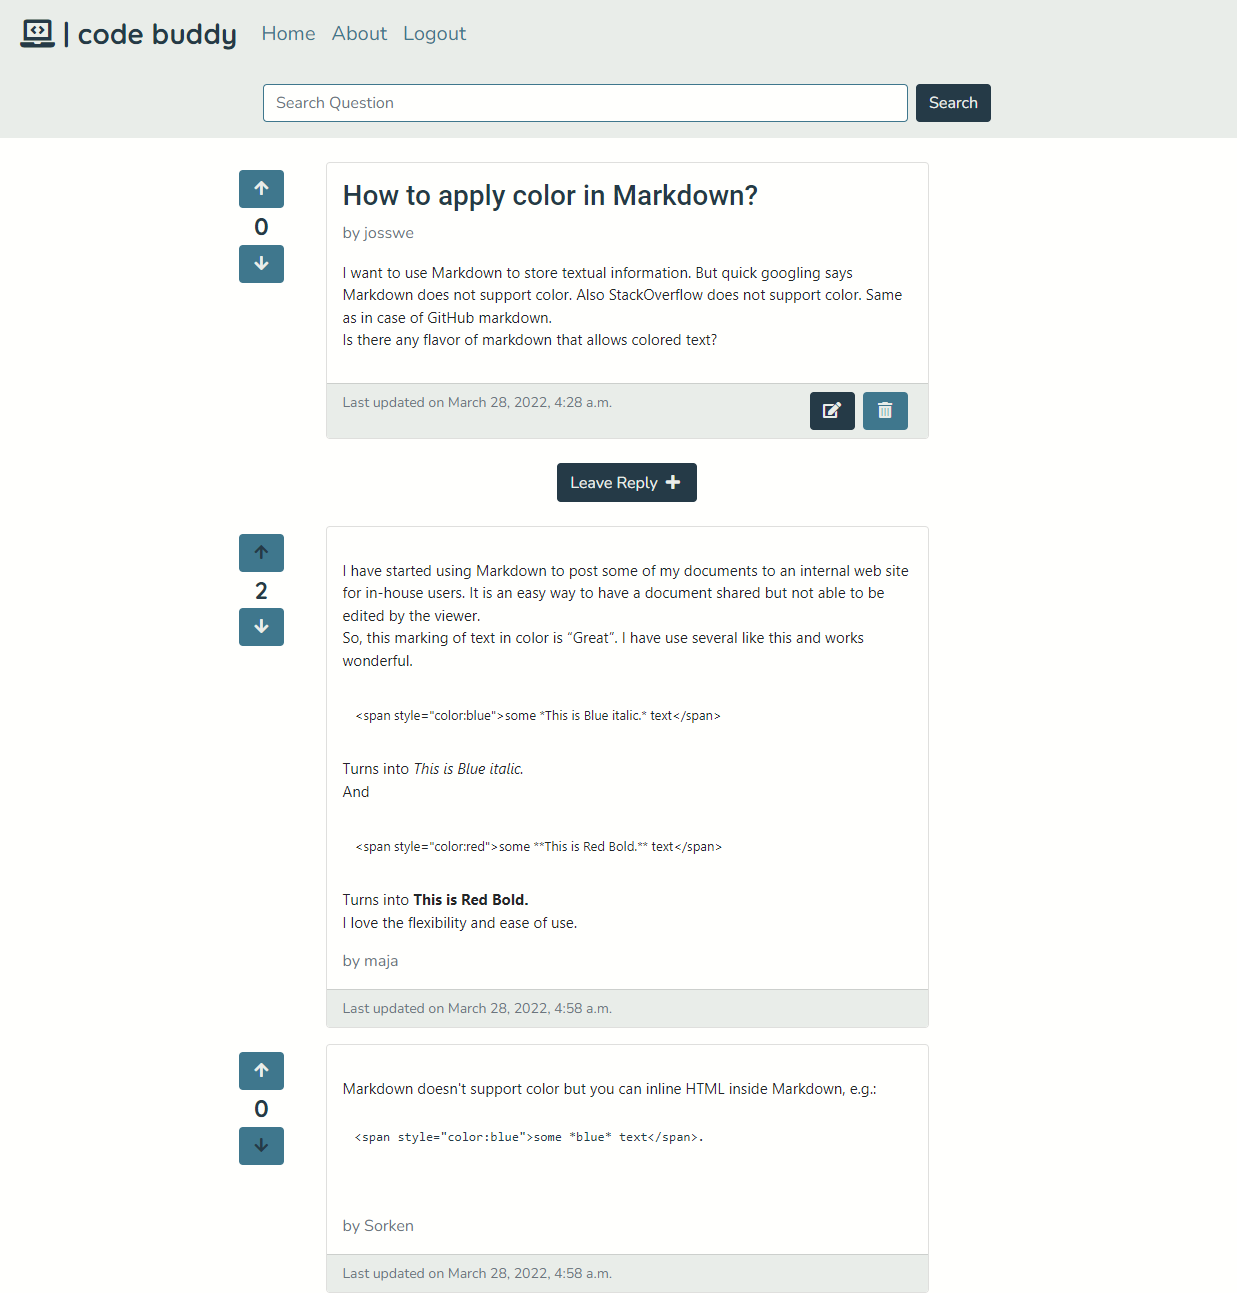 | code buddy Home About Logout
Search Question Search
How to apply color in Markdown?
0
by josswe
I want to use Markdown to store textual information. But quick googling says
Markdown does not support color. Also StackOverflow does not support color. Same
as in case of GitHub markdown.
Is there any flavor of markdown that allows colored text?
Last updated on March 28, 2022, 4:28 a.m.
Leave Reply
2
I have started using Markdown to post some of my documents to an internal web site
for in-house users. It is an easy way to have a document shared but not able to be
edited by the viewer.
So, this marking of text in color is “Great”. I have use several like this and works
wonderful.
<span style="color:blue">some *This is Blue italic.* text</span>
Turns into This is Blue italic.
And
<span style="color:red">some **This is Red Bold.** text</span>
Turns into This is Red Bold.
I love the flexibility and ease of use.
by maja
Last updated on March 28, 2022, 4:58 a.m.
0
Markdown doesn't support color but you can inline HTML inside Markdown, e.g.:
<span style="color:blue">some *blue* text</span>.
by Sorken
Last updated on March 28, 2022, 4:58 a.m.